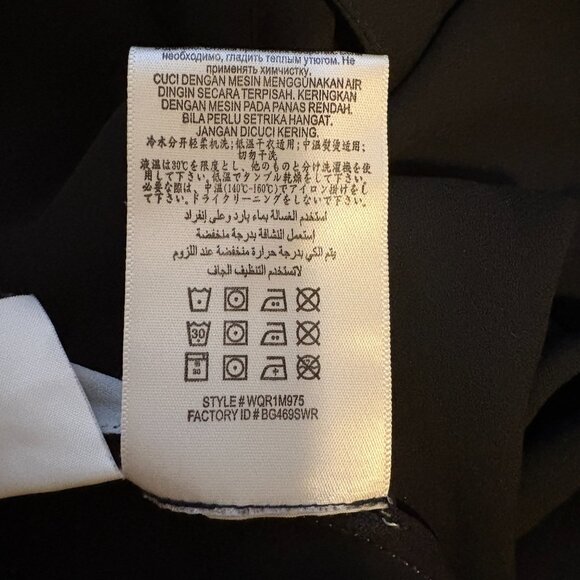 необходимо, гладить теплым утюгом. Не
применять химчистку.
CUCI DENGAN MESIN MENGGUNAKAN AIR
DINGIN SECARA TERPISAH. KERINGKAN
DENGAN MESIN PADA PANAS RENDAH.
BILA PERLU SETRIKA HANGAT.
JANGAN DICUCI KERING.
冷水分开轻柔机洗;低温干衣适用;中温熨烫适用;
切勿干洗
液温は30℃を限度とし、他のものと分け洗濯機を使
用して下さい。低温でタンブル乾燥をして下さい。
必要な際は、中温(140℃-160℃)でアイロン掛けをし
て下さい。ドライクリーニングをしないで下さい。
استخدم الغسالة بماء بارد وعلى إنفراد
إستعمل النشافة بدرجة ملخفضة
يتم الكي بدرجة حرارة منخفضة عند اللزوم
لاتستخدم التنظيف الجاف
30
30
STYLE # WQR1M975
FACTORY ID # BG469SWR